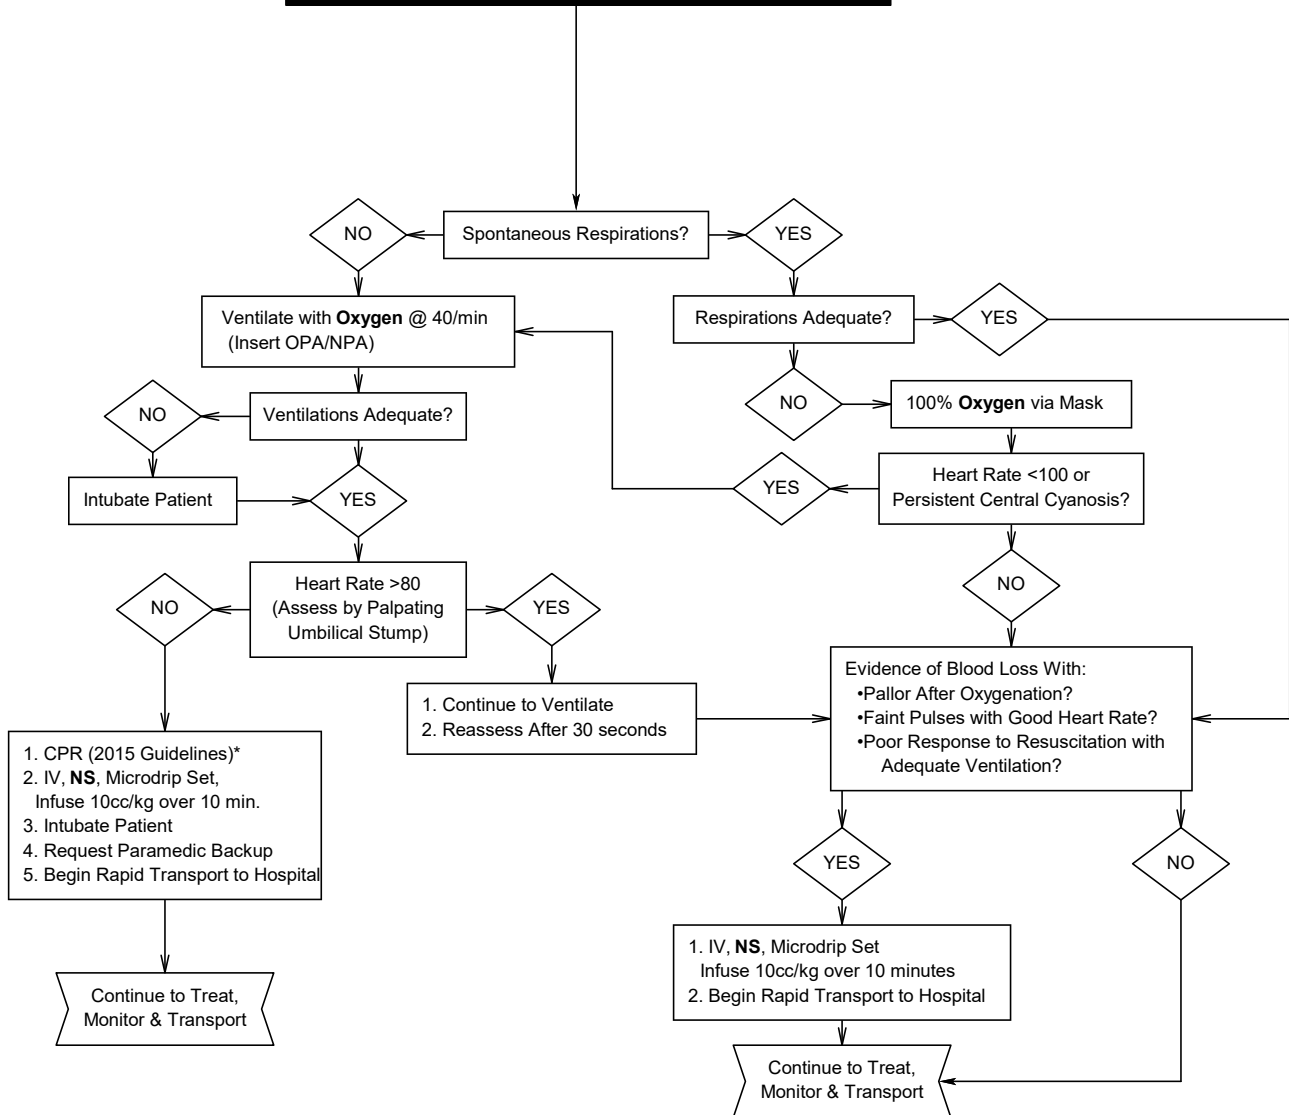 NO
Spontaneous Respirations?
YES
Ventilate with Oxygen @ 40/min
(Insert OPA/NPA)
Respirations Adequate?
YES
NO
Ventilations Adequate?
NO
100% Oxygen via Mask
Intubate Patient
YES
YES
Heart Rate <100 or
Persistent Central Cyanosis?
NO
Heart Rate >80
(Assess by Palpating
Umbilical Stump)
YES
NO
1. Continue to Ventilate
2. Reassess After 30 seconds
Evidence of Blood Loss With:
•Pallor After Oxygenation?
•Faint Pulses with Good Heart Rate?
•Poor Response to Resuscitation with
Adequate Ventilation?
1. CPR (2015 Guidelines)*
2. IV, NS, Microdrip Set,
Infuse 10cc/kg over 10 min.
3. Intubate Patient
4. Request Paramedic Backup
5. Begin Rapid Transport to Hospital
YES
NO
1. IV, NS, Microdrip Set
Infuse 10cc/kg over 10 minutes
2. Begin Rapid Transport to Hospital
Continue to Treat,
Monitor & Transport
Continue to Treat,
Monitor & Transport